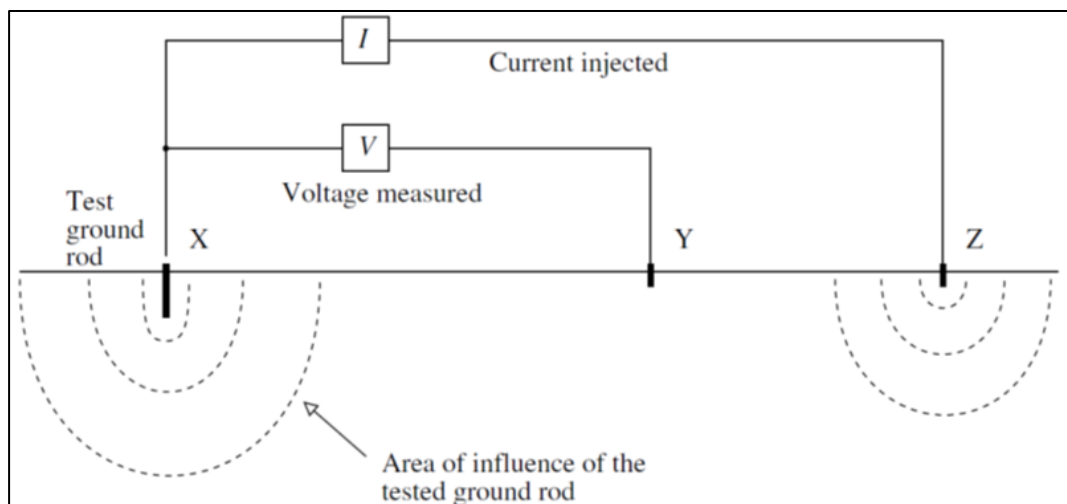 I
Current injected
V
Voltage measured
Test
ground
rod
X
Y
Z
Area of influence of the
tested ground rod